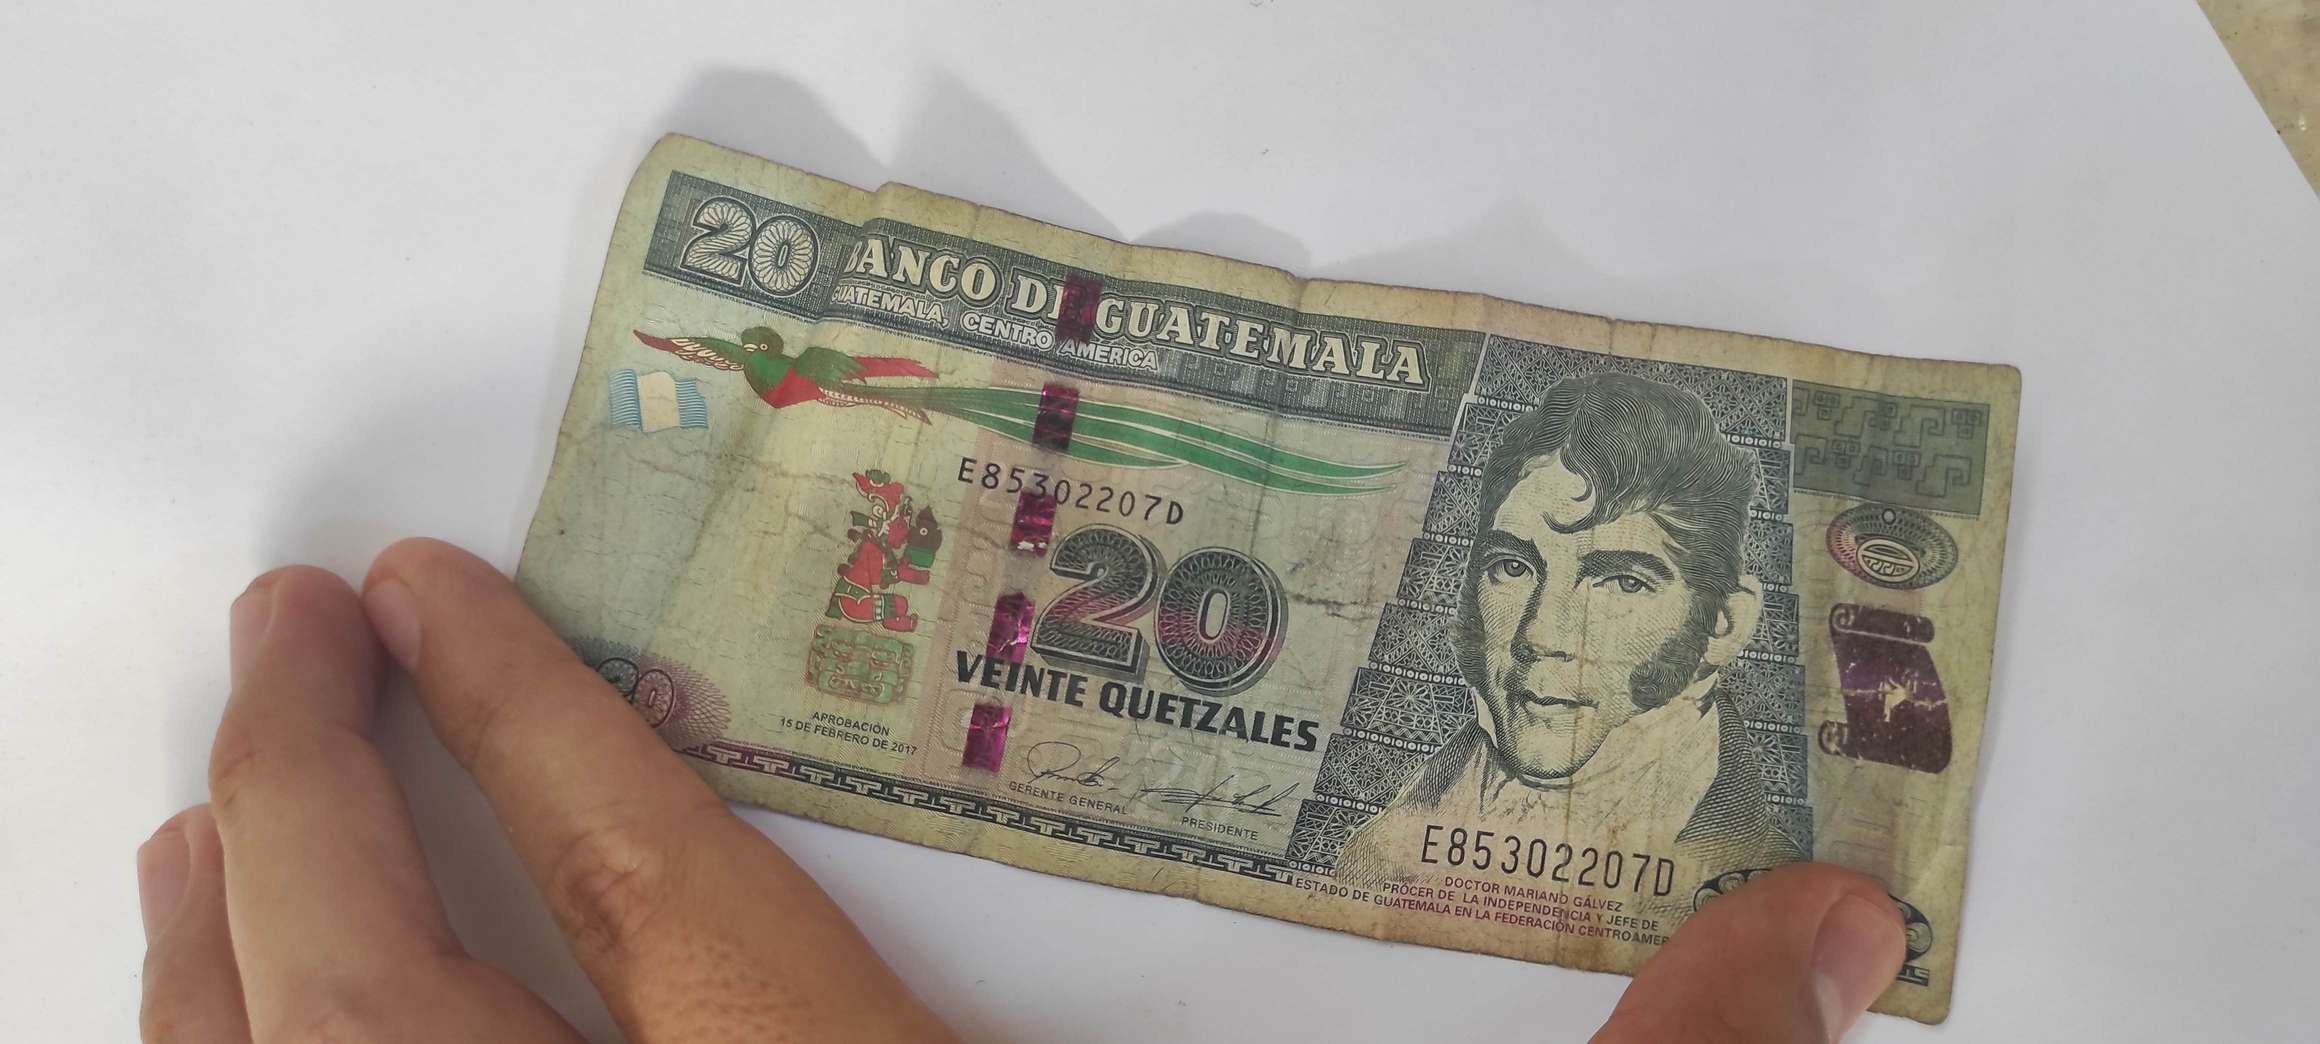 20 BANCO DE GUATEMALA
GUATEMALA, CENTRO AMERICA
E85302207D
20
VEINTE QUETZALES
20
APROBACIÓN
15 DE FEBRERO DE 2017
GERENTE GENERAL
PRESIDENTE
E85302207D
DOCTOR MARIANO GÁLVEZ
PRÓCER DE LA INDEPENDENCIA Y JEFE DE
ESTADO DE GUATEMALA EN LA FEDERACIÓN